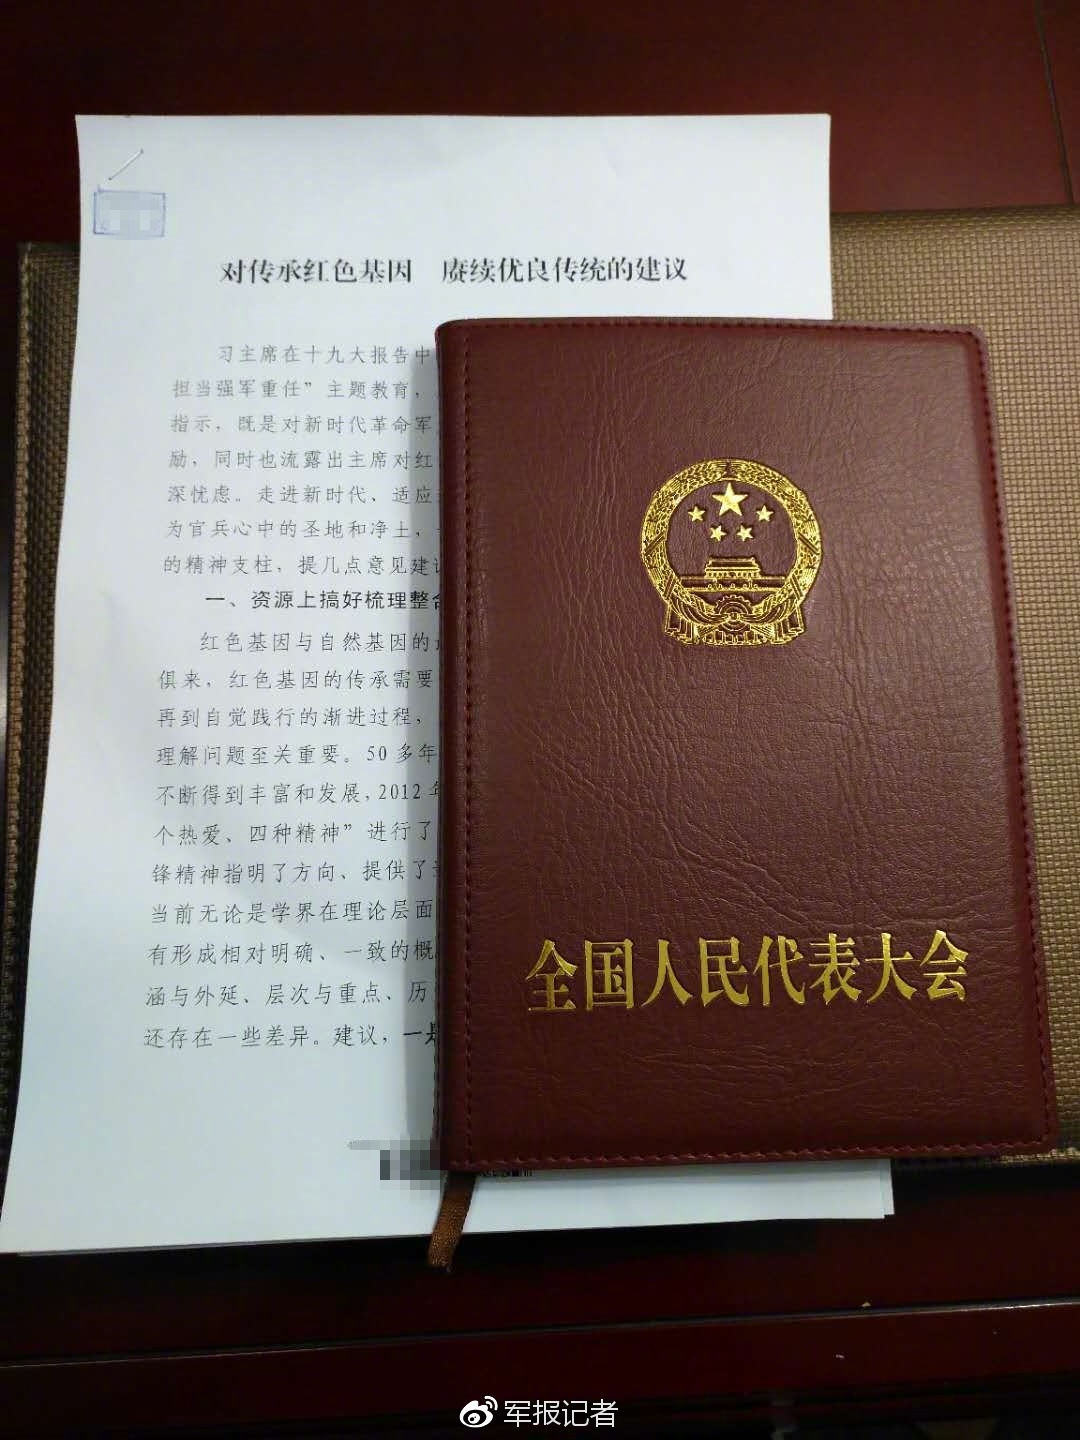 对传承红色基因 赓续优良传统的建议
习主席在十九大报告中
担当强军重任”主题教育，
指示，既是对新时代革命军
励，同时也流露出主席对红
深忧虑。走进新时代、适应
为官兵心中的圣地和净土，
的精神支柱，提几点意见建议
一、资源上搞好梳理整合
红色基因与自然基因的
俱来，红色基因的传承需要
再到自觉践行的渐进过程，
理解问题至关重要。50多年
不断得到丰富和发展，2012年
个热爱、四种精神”进行了
锋精神指明了方向、提供了
当前无论是学界在理论层面
有形成相对明确、一致的概
涵与外延、层次与重点、历
还存在一些差异。建议，一是
全国人民代表大会
军报记者